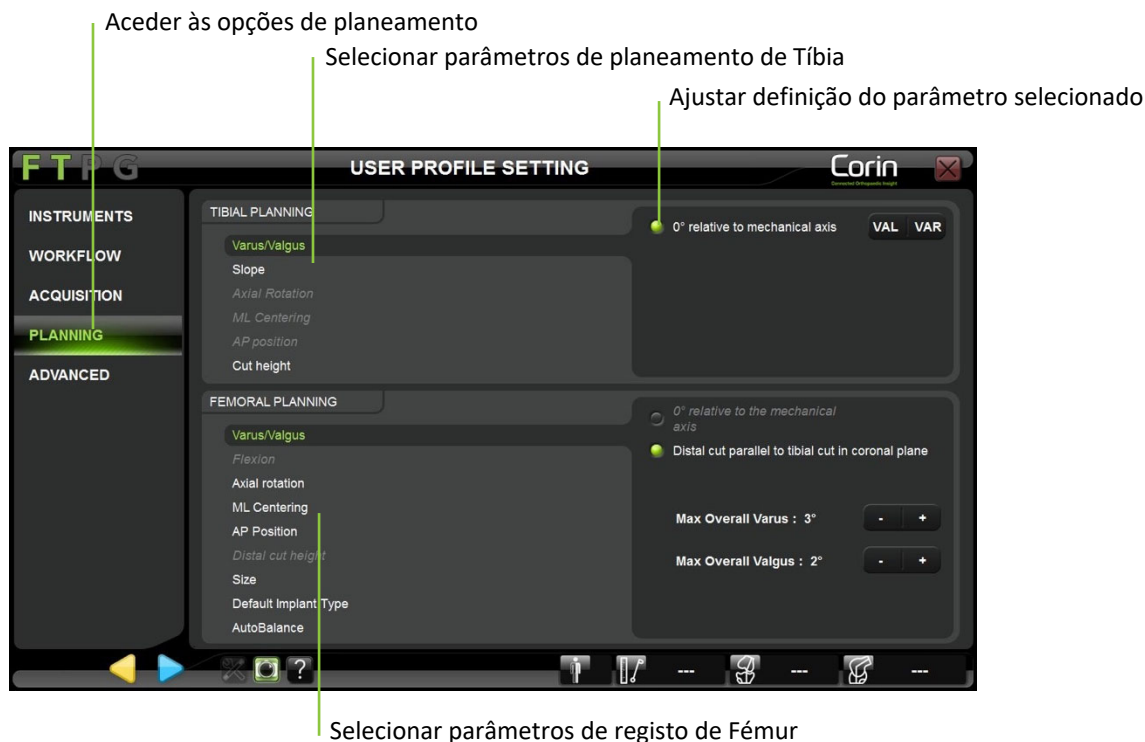 Aceder às opções de planeamento
Selecionar parâmetros de planeamento de Tíbia
Ajustar definição do parâmetro selecionado
FTPG
USER PROFILE SETTING
Corin
Connected Orthopaedic Insight
INSTRUMENTS
WORKFLOW
ACQUISITION
PLANNING
ADVANCED
TIBIAL PLANNING
Varus/Valgus
Slope
Axial Rotation
ML Centering
AP position
Cut height
0° relative to mechanical axis
VAL VAR
FEMORAL PLANNING
Varus/Valgus
Flexion
Axial rotation
ML Centering
AP Position
Distal cut height
Size
Default Implant Type
AutoBalance
0° relative to the mechanical
axis
Distal cut parallel to tibial cut in coronal plane
Max Overall Varus : 3° - +
Max Overall Valgus : 2° - +
? --- --- ---
Selecionar parâmetros de registo de Fémur